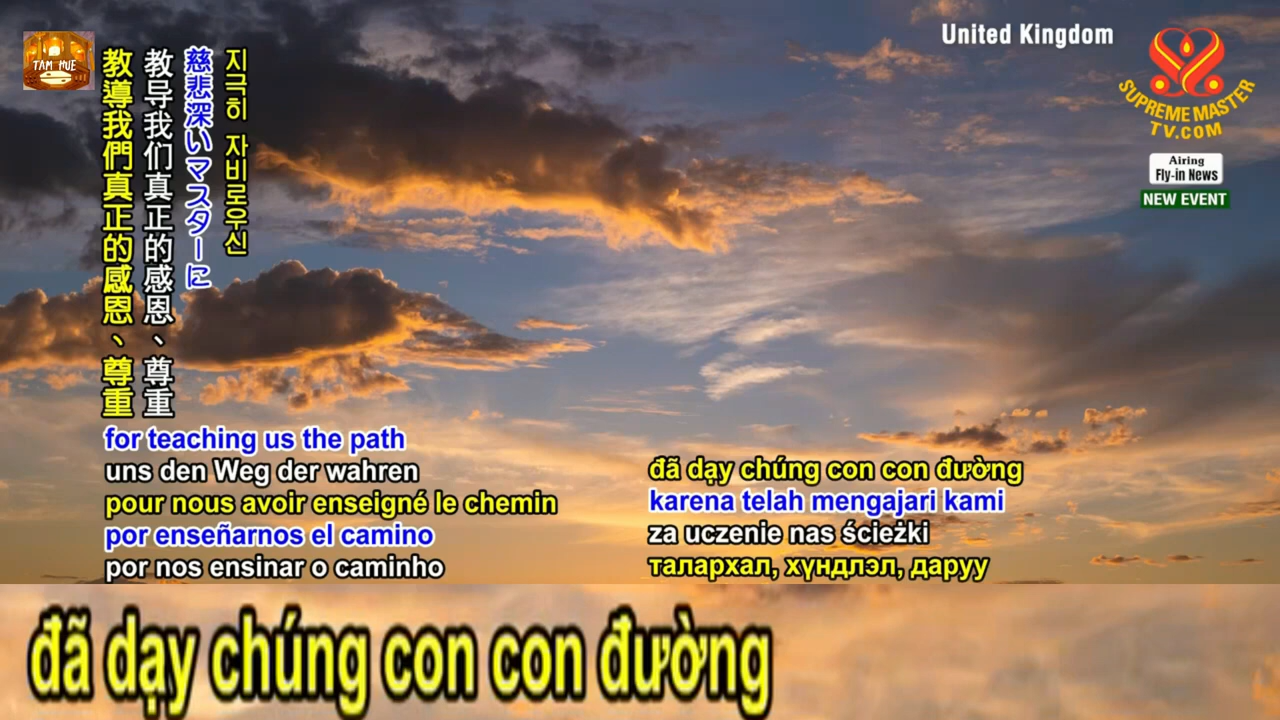 United Kingdom
TAM HUE
SUPREME MASTER
TV.COM
Airing
Fly-in News
NEW EVENT
지극히 자비로우신
慈悲深いマスターに
教导我们真正的感恩、尊重
教導我們真正的感恩、尊重
for teaching us the path
uns den Weg der wahren
pour nous avoir enseigné le chemin
por enseñarnos el camino
por nos ensinar o caminho
đã dạy chúng con con đường
karena telah mengajari kami
za uczenie nas ścieżki
талархал, хүндлэл, даруу
đã dạy chúng con con đường